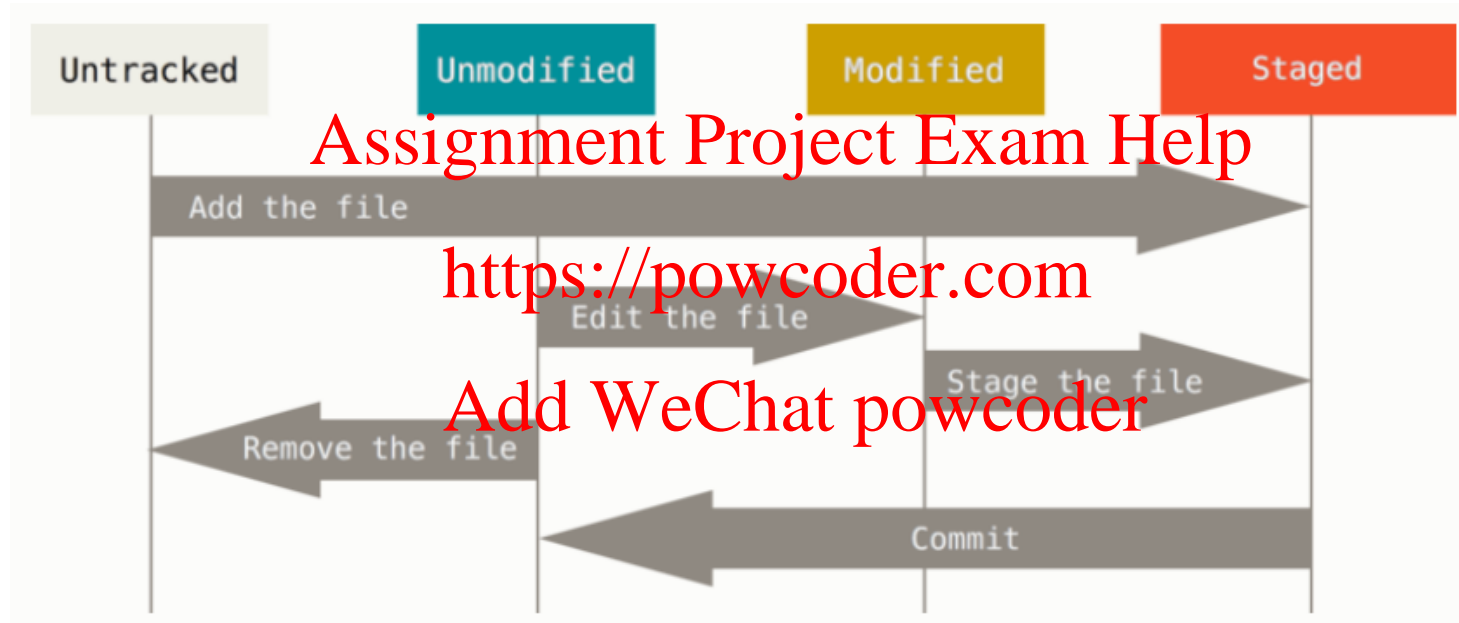 Untracked Unmodified Modified Staged
Assignment Project Exam Help
Add the file
https://powcoder.com
Edit the file
Stage the file
Add WeChat powcoder
Remove the file
Commit